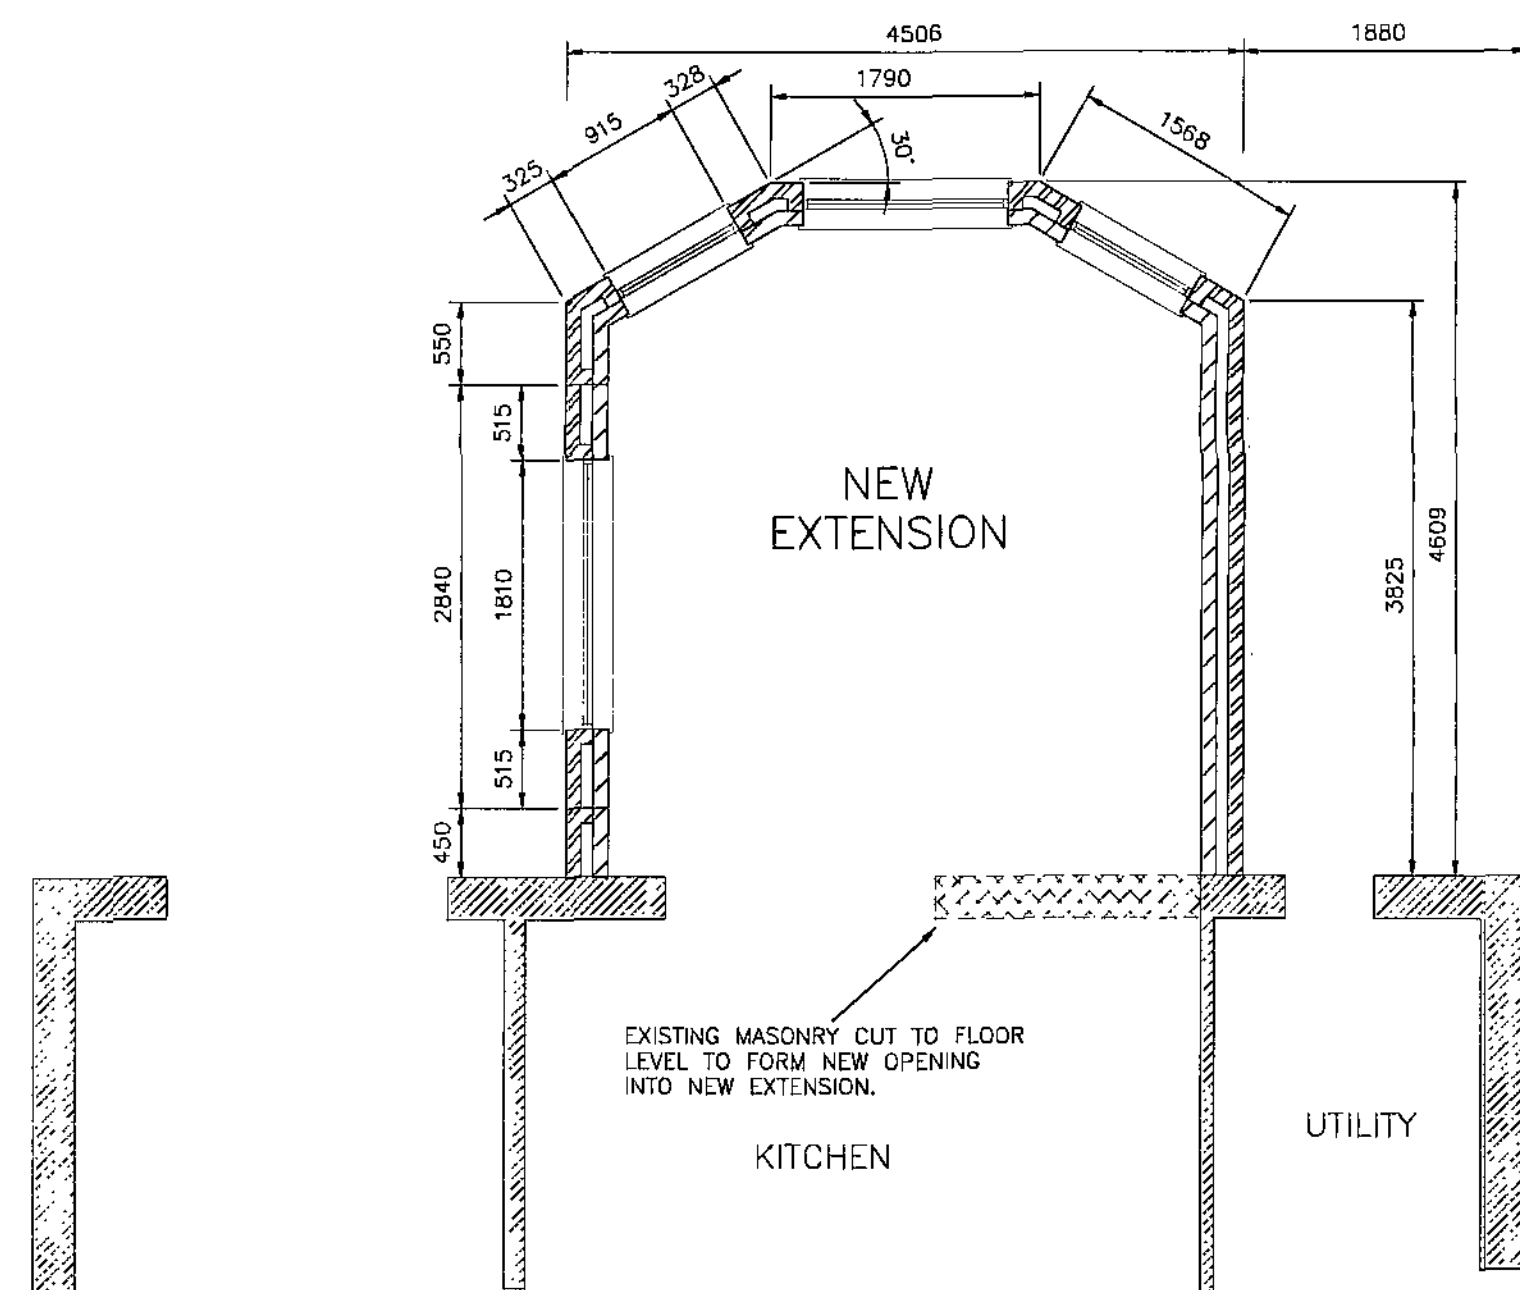 4506
1880
328
1790
915
1568
30°
325
550
515
NEW
EXTENSION
4609
2840
1810
3825
515
450
EXISTING MASONRY CUT TO FLOOR
LEVEL TO FORM NEW OPENING
INTO NEW EXTENSION.
UTILITY
KITCHEN